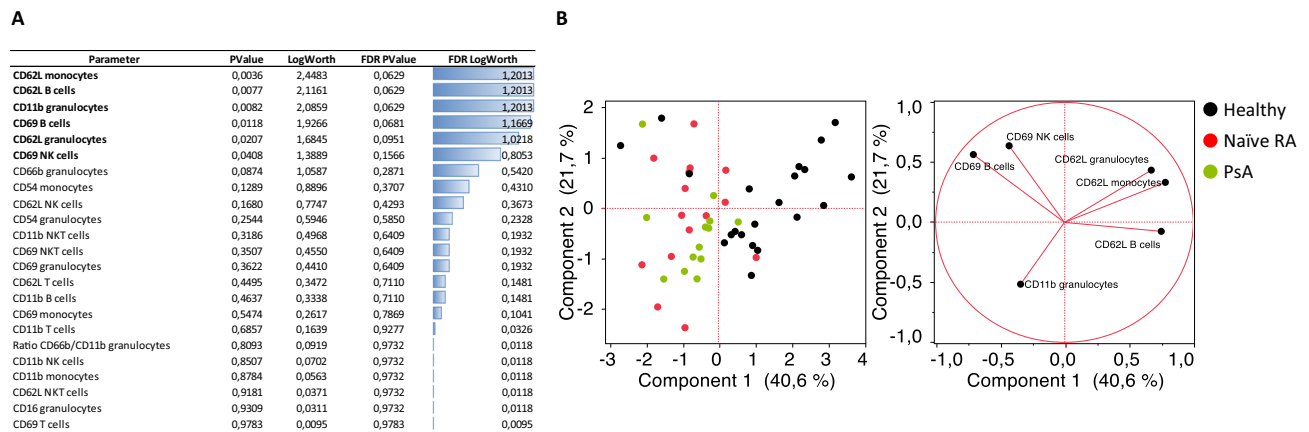 A
Parameter PValue LogWorth FDR PValue FDR LogWorth
CD62L monocytes 0,0036 2,4483 0,0629 1,2013
CD62L B cells 0,0077 2,1161 0,0629 1,2013
CD11b granulocytes 0,0082 2,0859 0,0629 1,2013
CD69 B cells 0,0118 1,9266 0,0681 1,1669
CD62L granulocytes 0,0207 1,6845 0,0951 1,0218
CD69 NK cells 0,0408 1,3889 0,1566 0,8053
CD66b granulocytes 0,0874 1,0587 0,2871 0,5420
CD54 monocytes 0,1289 0,8896 0,3707 0,4310
CD62L NK cells 0,1680 0,7747 0,4293 0,3673
CD54 granulocytes 0,2544 0,5946 0,5850 0,2328
CD11b NKT cells 0,3186 0,4968 0,6409 0,1932
CD69 NKT cells 0,3507 0,4550 0,6409 0,1932
CD69 granulocytes 0,3622 0,4410 0,6409 0,1932
CD62L T cells 0,4495 0,3472 0,7110 0,1481
CD11b B cells 0,4637 0,3338 0,7110 0,1481
CD69 monocytes 0,5474 0,2617 0,7869 0,1041
CD11b T cells 0,6857 0,1639 0,9277 0,0326
Ratio CD66b/CD11b granulocytes 0,8093 0,0919 0,9732 0,0118
CD11b NK cells 0,8507 0,0702 0,9732 0,0118
CD11b monocytes 0,8784 0,0563 0,9732 0,0118
CD62L NKT cells 0,9181 0,0371 0,9732 0,0118
CD16 granulocytes 0,9309 0,0311 0,9732 0,0118
CD69 T cells 0,9783 0,0095 0,9783 0,0095
B
Component 2 (21,7 %)
2
1
0
-1
-2
-3 -2 -1 0 1 2 3 4
Component 1 (40,6 %)
Component 2 (21,7 %)
1,0
0,5
0,0
-0,5
-1,0
CD69 NK cells
CD69 B cells
CD62L granulocytes
CD62L monocytes
CD62L B cells
CD11b granulocytes
-1,0 -0,5 0,0 0,5 1,0
Component 1 (40,6 %)
Healthy
Naïve RA
PsA